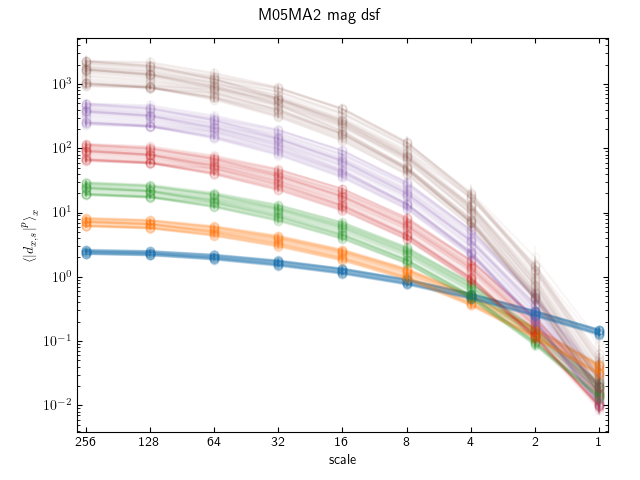 M05MA2 mag dsf
⟨|d_{x,s}|^p⟩_x
10^3
10^2
10^1
10^0
10^{-1}
10^{-2}
256 128 64 32 16 8 4 2 1
scale